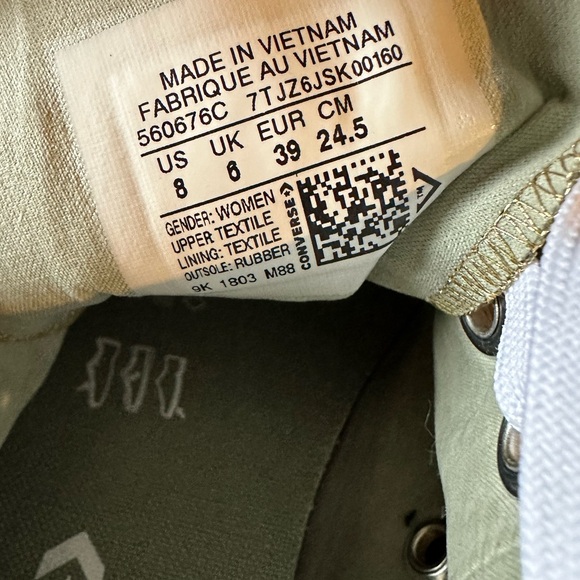 MADE IN VIETNAM
FABRIQUE AU VIETNAM
560676C 7TJZ6JSK00160
US UK EUR CM
8 6 39 24.5
GENDER: WOMEN
UPPER TEXTILE
LINING: TEXTILE
OUTSOLE: RUBBER
9K 1803 M88
CONVERSE